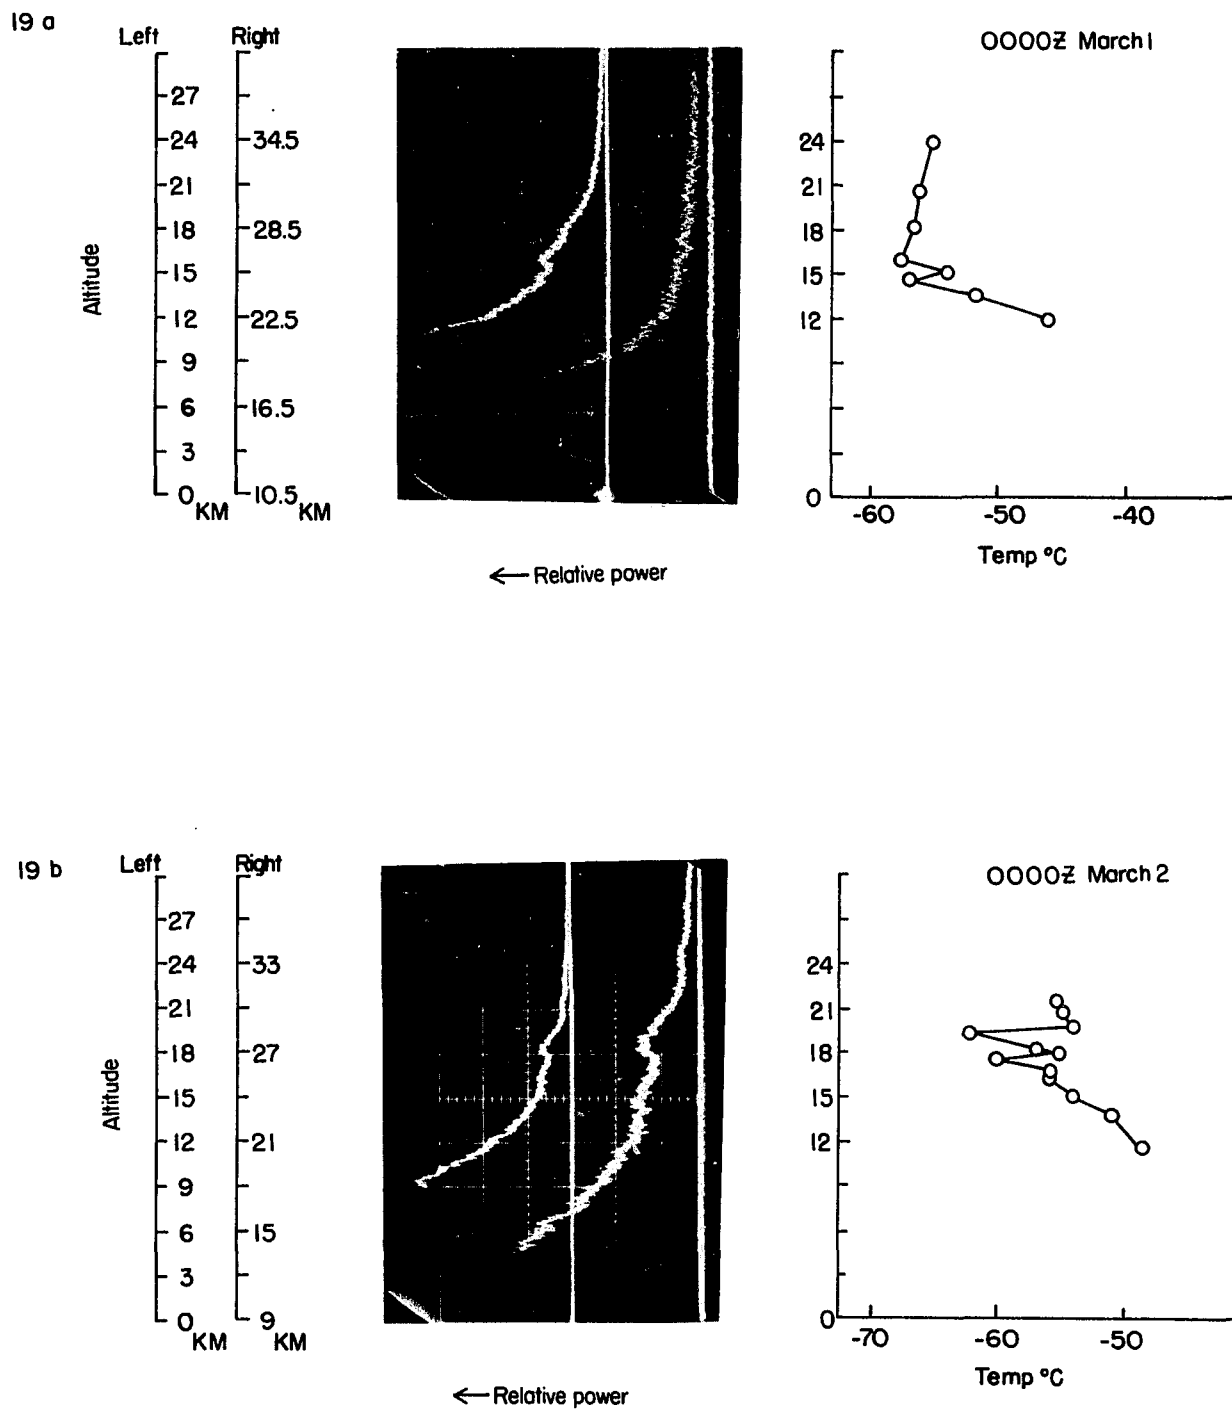 19 a
Left Right
27
24 34.5
21
18 28.5
15
12 22.5
9
6 16.5
3
0 10.5
KM KM
Altitude
← Relative power
0000Z March 1
24
21
18
15
12
0
-60 -50 -40
Temp °C
19 b
Left Right
27
24 33
21
18 27
15
12 21
9
6 15
3
0 9
KM KM
Altitude
← Relative power
0000Z March 2
24
21
18
15
12
0
-70 -60 -50
Temp °C